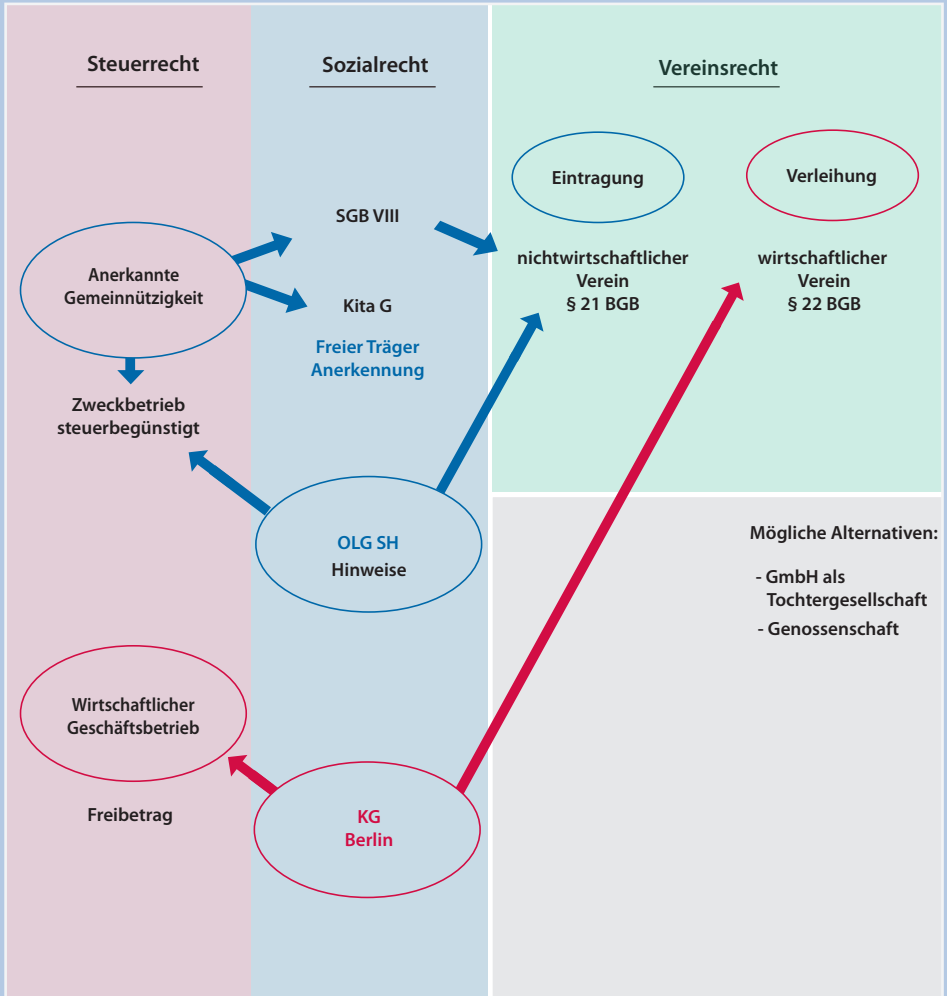 Steuerrecht
Sozialrecht
Vereinsrecht
Eintragung
Verleihung
SGB VIII
Anerkannte
Gemeinnützigkeit
nichtwirtschaftlicher
Verein
§ 21 BGB
wirtschaftlicher
Verein
§ 22 BGB
Kita G
Freier Träger
Anerkennung
Zweckbetrieb
steuerbegünstigt
OLG SH
Hinweise
Mögliche Alternativen:
- GmbH als
Tochtergesellschaft
- Genossenschaft
Wirtschaftlicher
Geschäftsbetrieb
Freibetrag
KG
Berlin